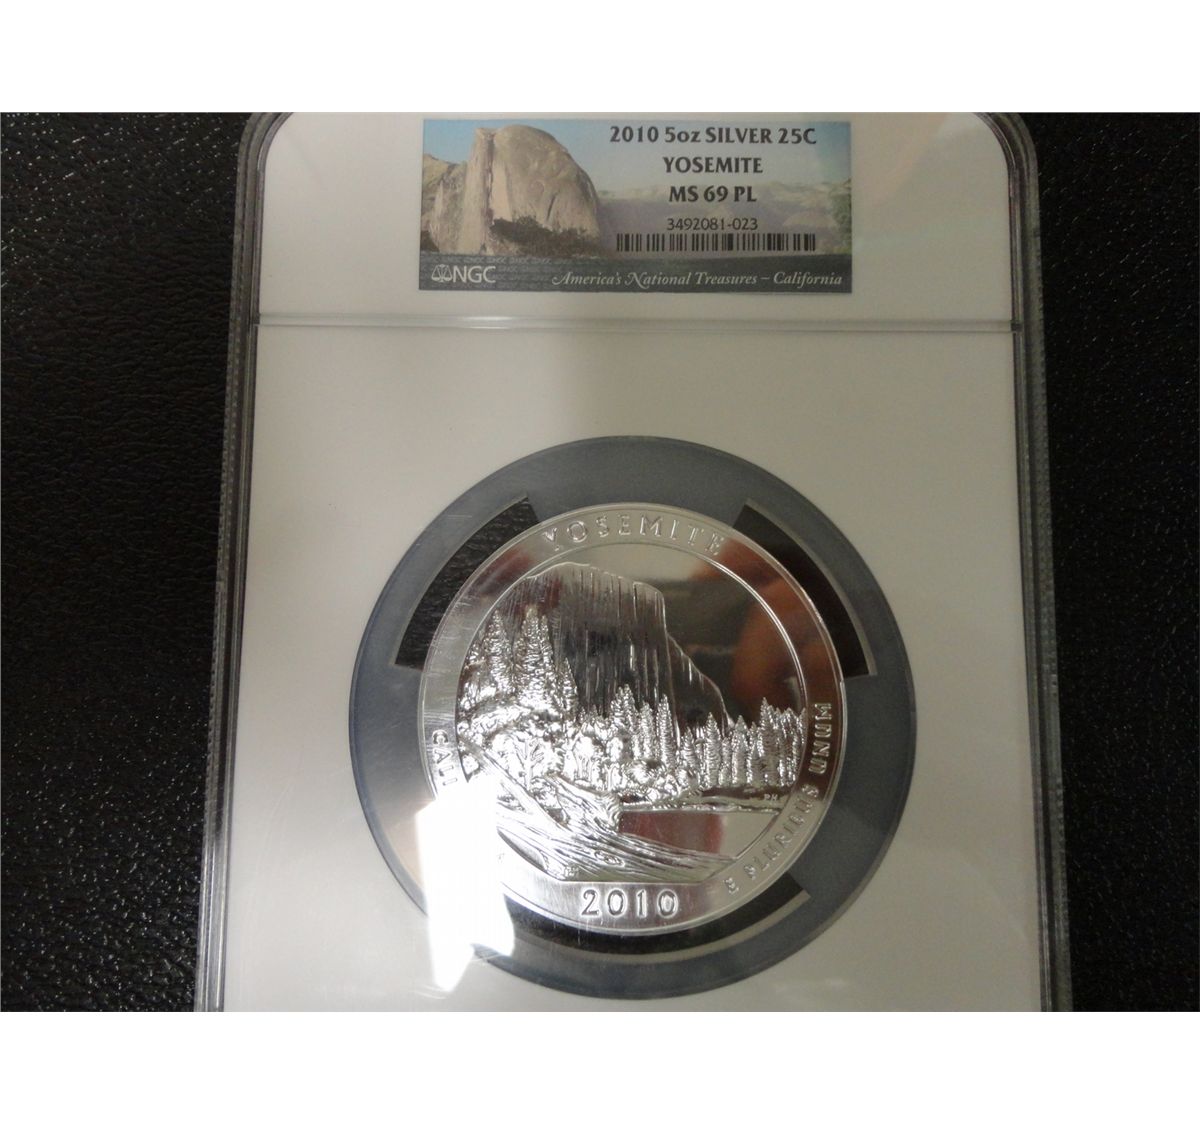 2010 5oz SILVER 25C
YOSEMITE
MS 69 PL
3492081-023
NGC
America's National Treasures – California
YOSEMITE
E PLURIBUS UNUM
2010